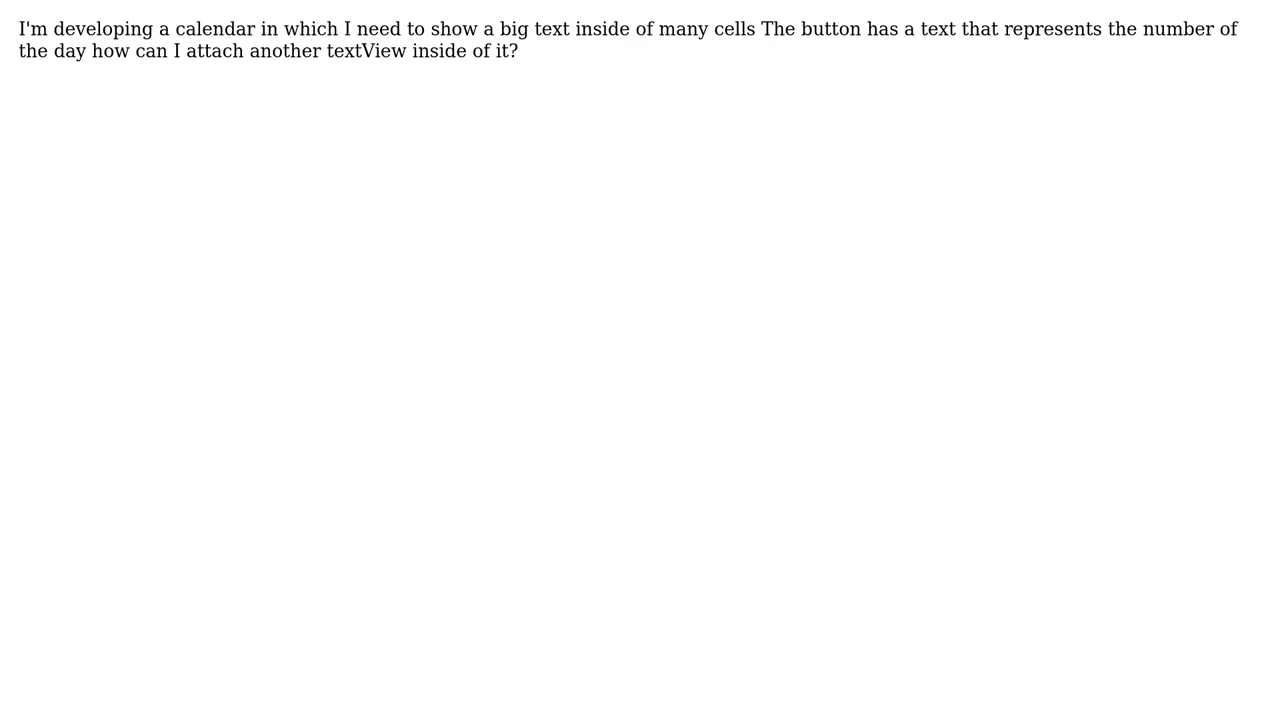 I'm developing a calendar in which I need to show a big text inside of many cells The button has a text that represents the number of
the day how can I attach another textView inside of it?